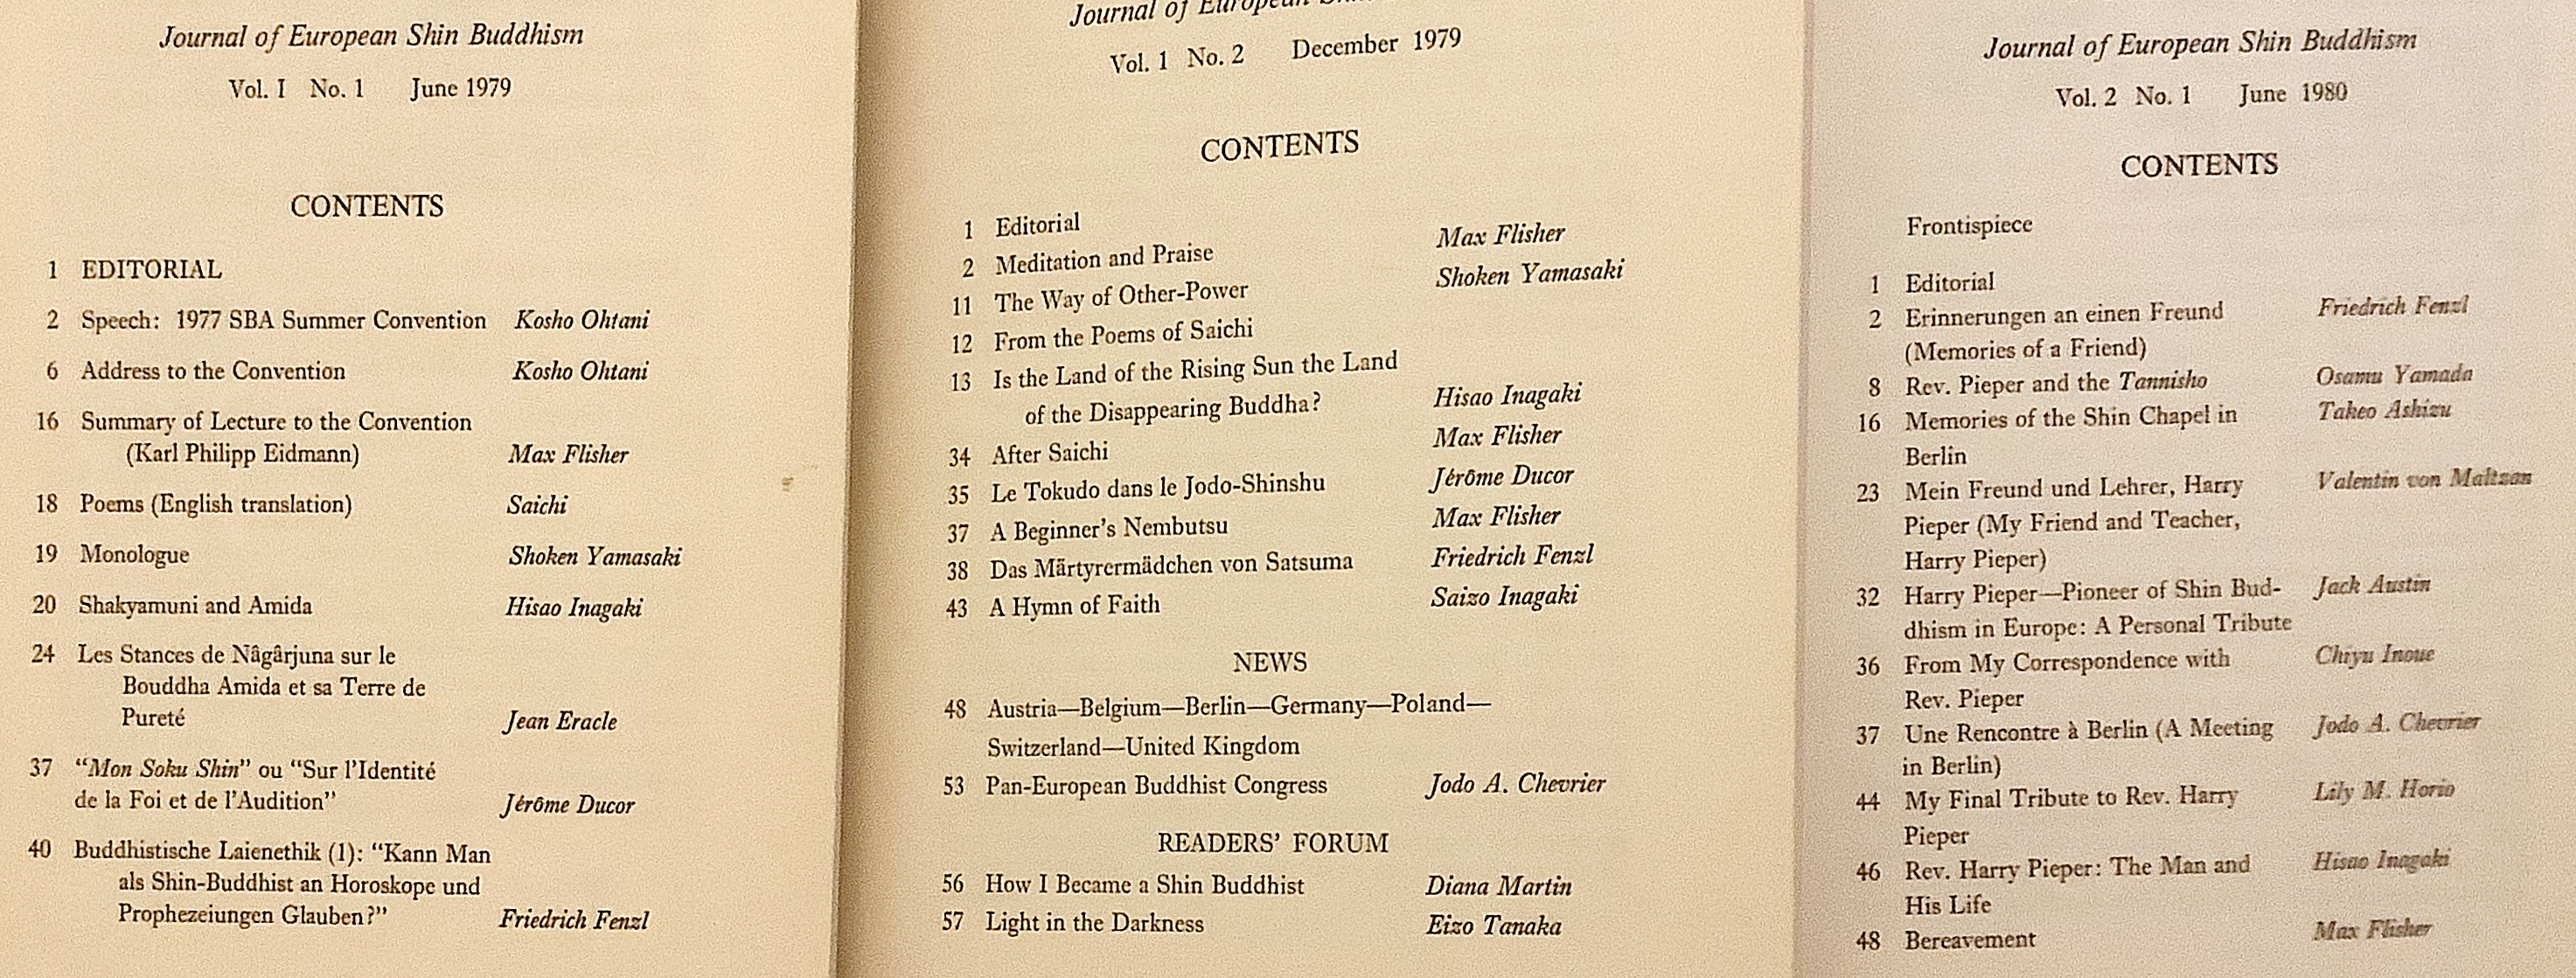 Journal of European Shin Buddhism
Vol. I No. 1 June 1979
CONTENTS
1 EDITORIAL
2 Speech: 1977 SBA Summer Convention Kosho Ohtani
6 Address to the Convention Kosho Ohtani
16 Summary of Lecture to the Convention
(Karl Philipp Eidmann) Max Flisher
18 Poems (English translation) Saichi
19 Monologue Shoken Yamasaki
20 Shakyamuni and Amida Hisao Inagaki
24 Les Stances de Nâgârjuna sur le
Bouddha Amida et sa Terre de
Pureté Jean Eracle
37 “Mon Soku Shin” ou “Sur l’Identité
de la Foi et de l’Audition” Jérôme Ducor
40 Buddhistische Laienethik (1): “Kann Man
als Shin-Buddhist an Horoskope und
Prophezeiungen Glauben?” Friedrich Fenzl
Journal of European
Vol. 1 No. 2 December 1979
CONTENTS
1 Editorial
2 Meditation and Praise Max Flisher
11 The Way of Other-Power Shoken Yamasaki
12 From the Poems of Saichi
13 Is the Land of the Rising Sun the Land
of the Disappearing Buddha? Hisao Inagaki
34 After Saichi Max Flisher
35 Le Tokudo dans le Jodo-Shinshu Jérôme Ducor
37 A Beginner’s Nembutsu Max Flisher
38 Das Märtyrermädchen von Satsuma Friedrich Fenzl
43 A Hymn of Faith Saizo Inagaki
NEWS
48 Austria—Belgium—Berlin—Germany—Poland—
Switzerland—United Kingdom
53 Pan-European Buddhist Congress Jodo A. Chevrier
READERS’ FORUM
56 How I Became a Shin Buddhist Diana Martin
57 Light in the Darkness Eizo Tanaka
Journal of European Shin Buddhism
Vol. 2 No. 1 June 1980
CONTENTS
Frontispiece
1 Editorial
2 Erinnerungen an einen Freund Friedrich Fenzl
(Memories of a Friend)
8 Rev. Pieper and the Tannisho Osamu Yamada
16 Memories of the Shin Chapel in Takeo Ashizu
Berlin
23 Mein Freund und Lehrer, Harry Valentin von Maltzan
Pieper (My Friend and Teacher,
Harry Pieper)
32 Harry Pieper—Pioneer of Shin Bud- Jack Austin
dhism in Europe: A Personal Tribute
36 From My Correspondence with Chiyu Inoue
Rev. Pieper
37 Une Rencontre à Berlin (A Meeting Jodo A. Chevrier
in Berlin)
44 My Final Tribute to Rev. Harry Lily M. Horio
Pieper
46 Rev. Harry Pieper: The Man and Hisao Inagaki
His Life
48 Bereavement Max Flisher